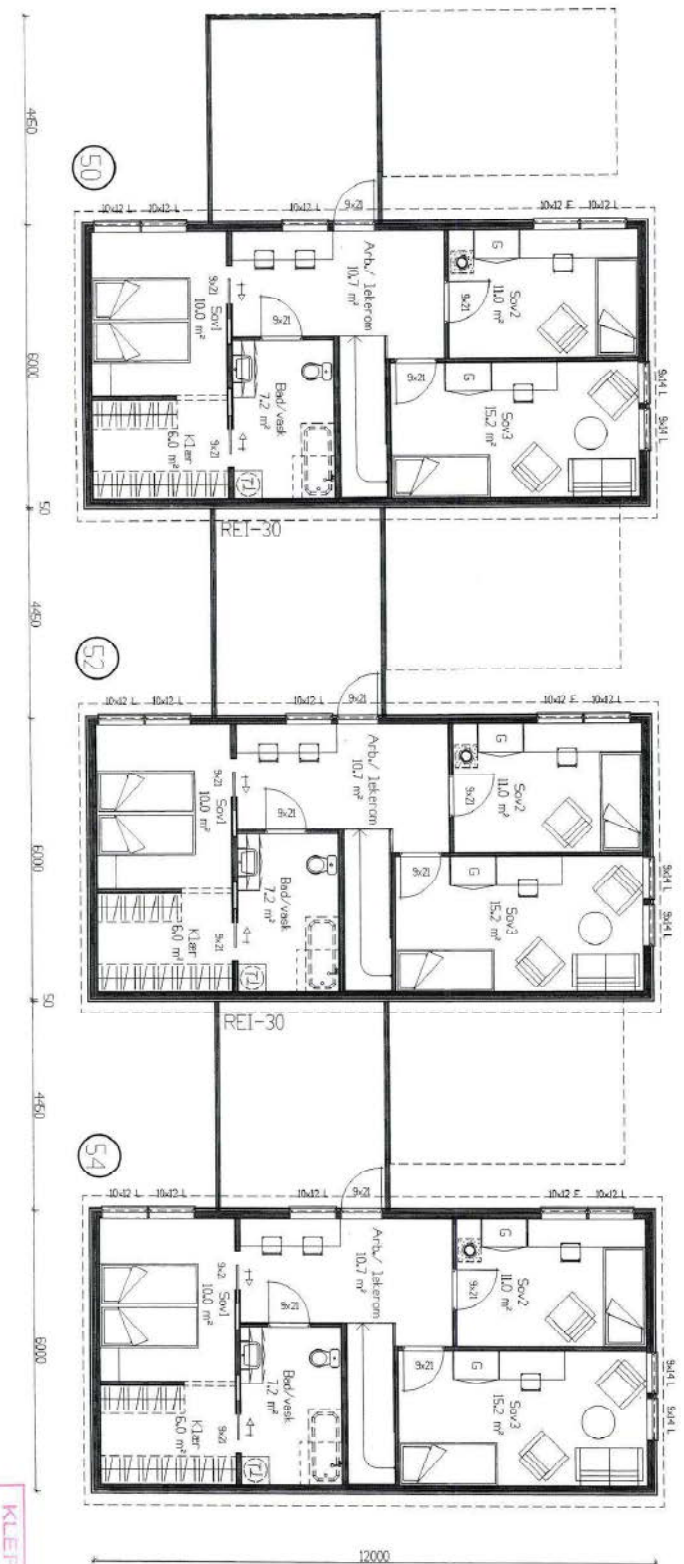 4450
6000
50
4450
6000
50
4450
6000
12000
50
10x12 L
10x12 L
10x12 L
9x21
10x12 F
10x12 L
9x14 L
9x14 L
G
Sov2
11.0 m²
9x21
Arb./ lekerom
10.7 m²
9x21
Sov1
10.0 m²
9x21
9x21
G
Sov3
15.2 m²
Bad/vask
7.2 m²
Klær
6.0 m²
9x21
REI-30
52
10x12 L
10x12 L
10x12 L
9x21
10x12 F
10x12 L
9x14 L
9x14 L
G
Sov2
11.0 m²
9x21
Arb./ lekerom
10.7 m²
9x21
Sov1
10.0 m²
9x21
9x21
G
Sov3
15.2 m²
Bad/vask
7.2 m²
Klær
6.0 m²
9x21
REI-30
54
10x12 L
10x12 L
10x12 L
9x21
10x12 F
10x12 L
9x14 L
9x14 L
G
Sov2
11.0 m²
9x21
Arb./ lekerom
10.7 m²
9x2
Sov1
10.0 m²
9x21
9x21
G
Sov3
15.2 m²
Bad/vask
7.2 m²
Klær
6.0 m²
9x21